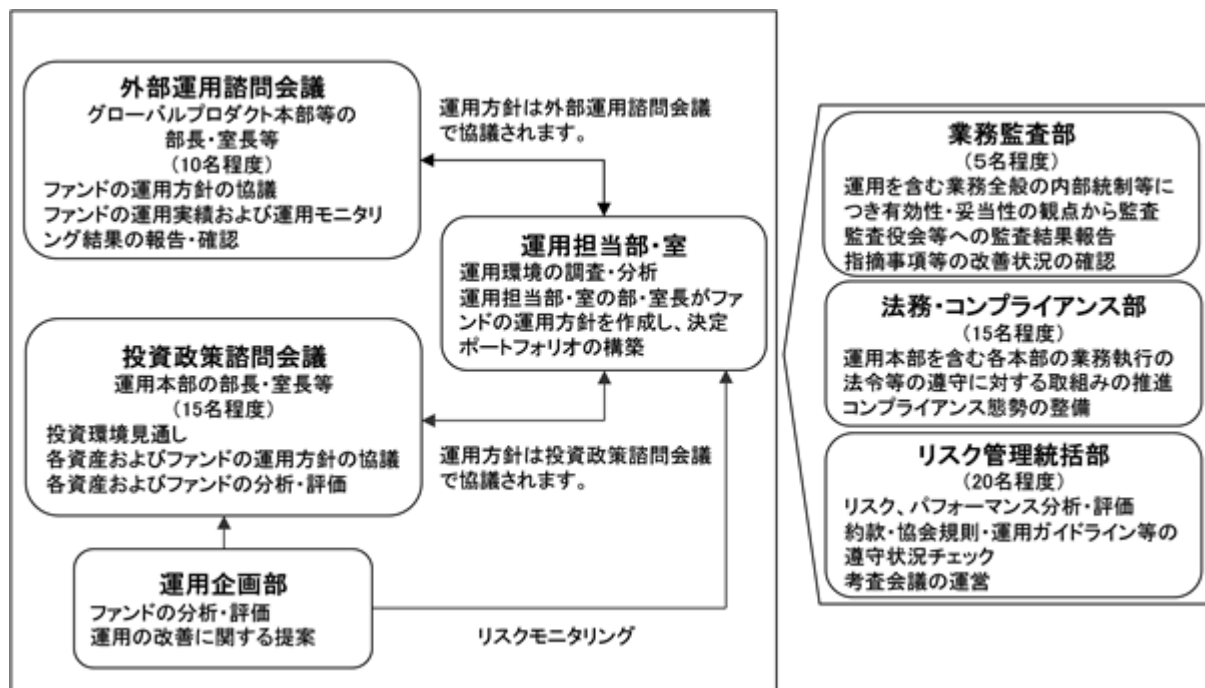 外部運用諮問会議
グローバルプロダクト本部等の
部長・室長等
(10名程度)
ファンドの運用方針の協議
ファンドの運用実績および運用モニタリ
ング結果の報告・確認
運用方針は外部運用諮問会議
で協議されます。
運用担当部・室
運用環境の調査・分析
運用担当部・室の部・室長がファ
ンドの運用方針を作成し、決定
ポートフォリオの構築
投資政策諮問会議
運用本部の部長・室長等
(15名程度)
投資環境見通し
各資産およびファンドの運用方針の協議
各資産およびファンドの分析・評価
運用方針は投資政策諮問会議
で協議されます。
運用企画部
ファンドの分析・評価
運用の改善に関する提案
リスクモニタリング
業務監査部
(5名程度)
運用を含む業務全般の内部統制等に
つき有効性・妥当性の観点から監査
監査役会等への監査結果報告
指摘事項等の改善状況の確認
法務・コンプライアンス部
(15名程度)
運用本部を含む各本部の業務執行の
法令等の遵守に対する取組みの推進
コンプライアンス態勢の整備
リスク管理統括部
(20名程度)
リスク、パフォーマンス分析・評価
約款・協会規則・運用ガイドライン等の
遵守状況チェック
考査会議の運営